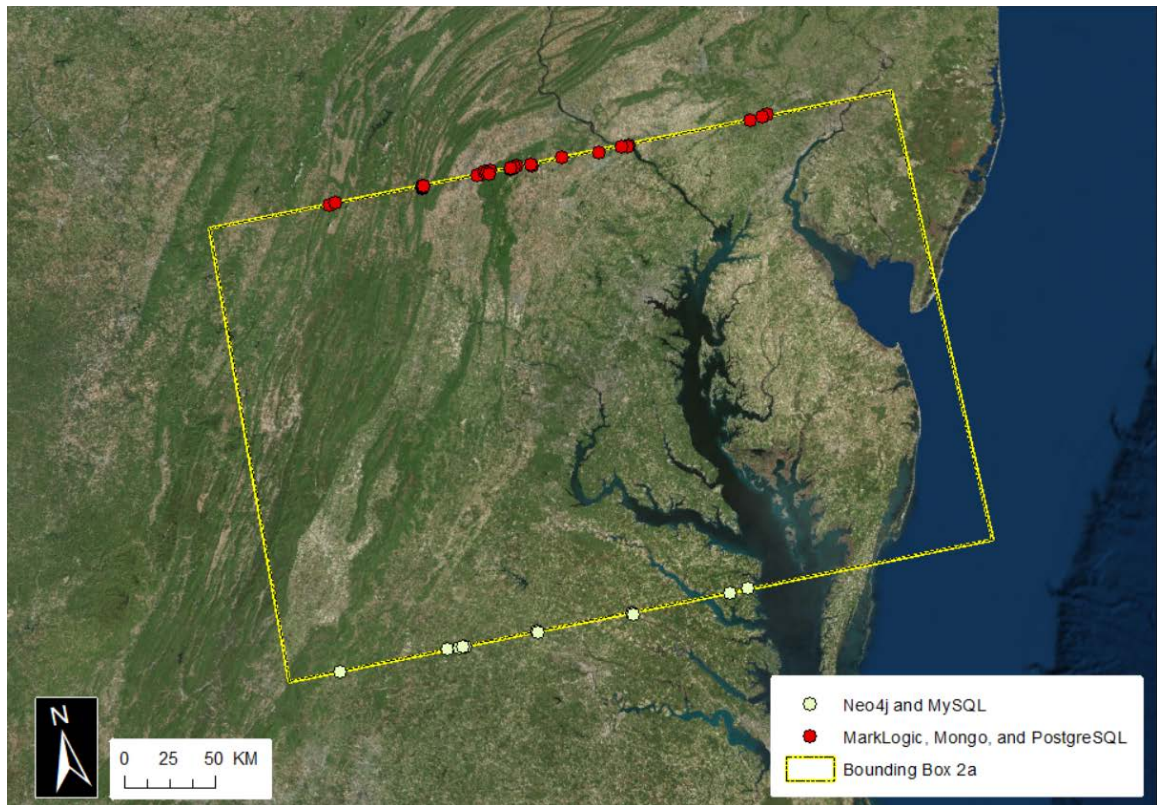 N
0 25 50 KM
Neo4j and MySQL
MarkLogic, Mongo, and PostgreSQL
Bounding Box 2a